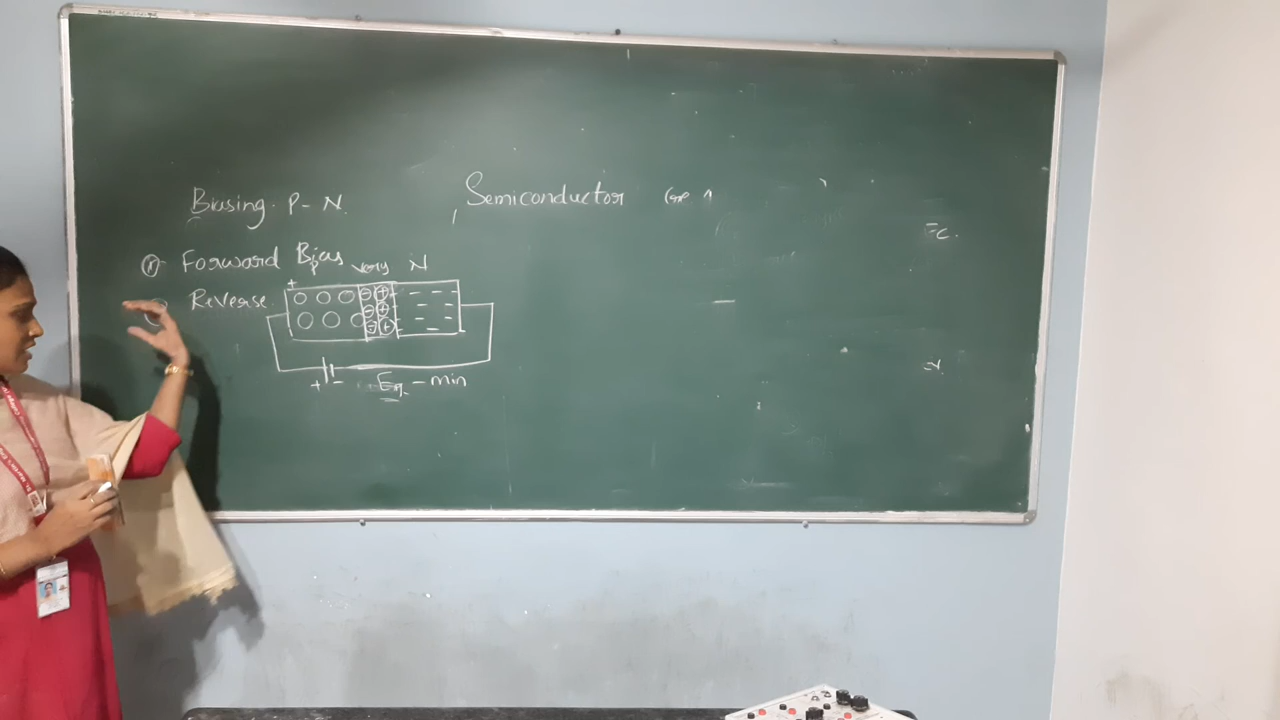 Biasing. P-N.
Semiconductor
Forward Bias
P
N
Reverse
+
+ -
Eg. - min